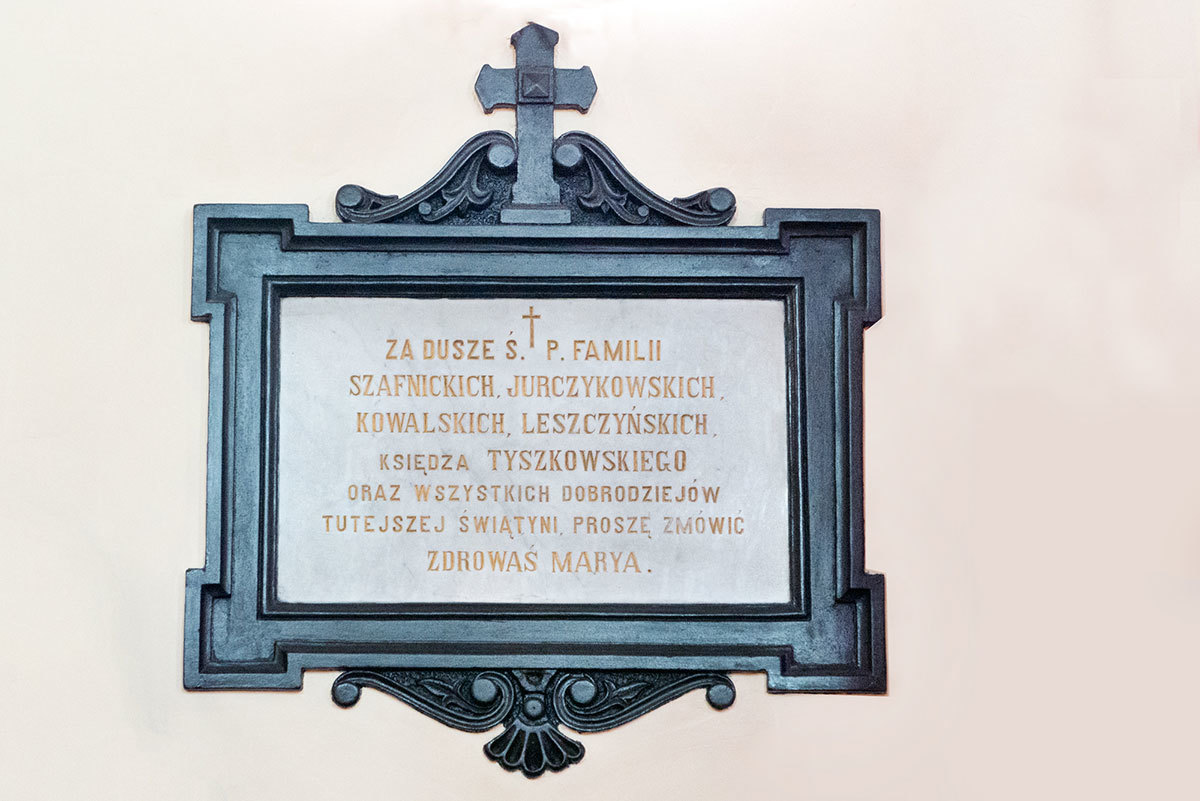 ZA DUSZE Ś. † P. FAMILII
SZAFNICKICH, JURCZYKOWSKICH,
KOWALSKICH, LESZCZYŃSKICH,
KSIĘDZA TYSZKOWSKIEGO
ORAZ WSZYSTKICH DOBRODZIEJÓW
TUTEJSZEJ ŚWIĄTYNI, PROSZĘ ZMÓWIĆ
ZDROWAŚ MARYA.